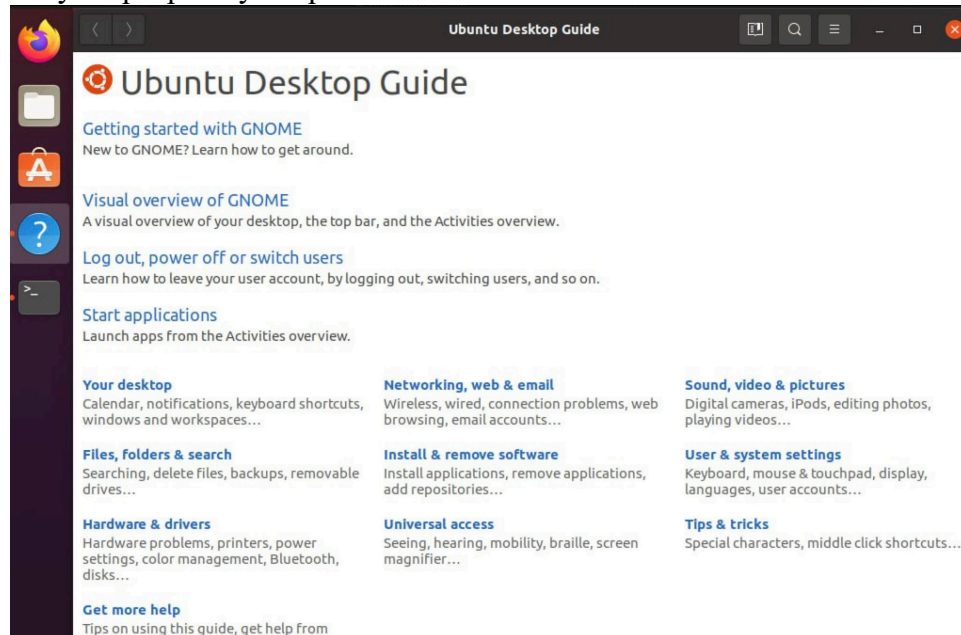 Ubuntu Desktop Guide
Ubuntu Desktop Guide
Getting started with GNOME
New to GNOME? Learn how to get around.
Visual overview of GNOME
A visual overview of your desktop, the top bar, and the Activities overview.
Log out, power off or switch users
Learn how to leave your user account, by logging out, switching users, and so on.
Start applications
Launch apps from the Activities overview.
Your desktop
Calendar, notifications, keyboard shortcuts,
windows and workspaces…
Networking, web & email
Wireless, wired, connection problems, web
browsing, email accounts…
Sound, video & pictures
Digital cameras, iPods, editing photos,
playing videos…
Files, folders & search
Searching, delete files, backups, removable
drives…
Install & remove software
Install applications, remove applications,
add repositories…
User & system settings
Keyboard, mouse & touchpad, display,
languages, user accounts…
Hardware & drivers
Hardware problems, printers, power
settings, color management, Bluetooth,
disks…
Universal access
Seeing, hearing, mobility, braille, screen
magnifier…
Tips & tricks
Special characters, middle click shortcuts…
Get more help
Tips on using this guide, get help from